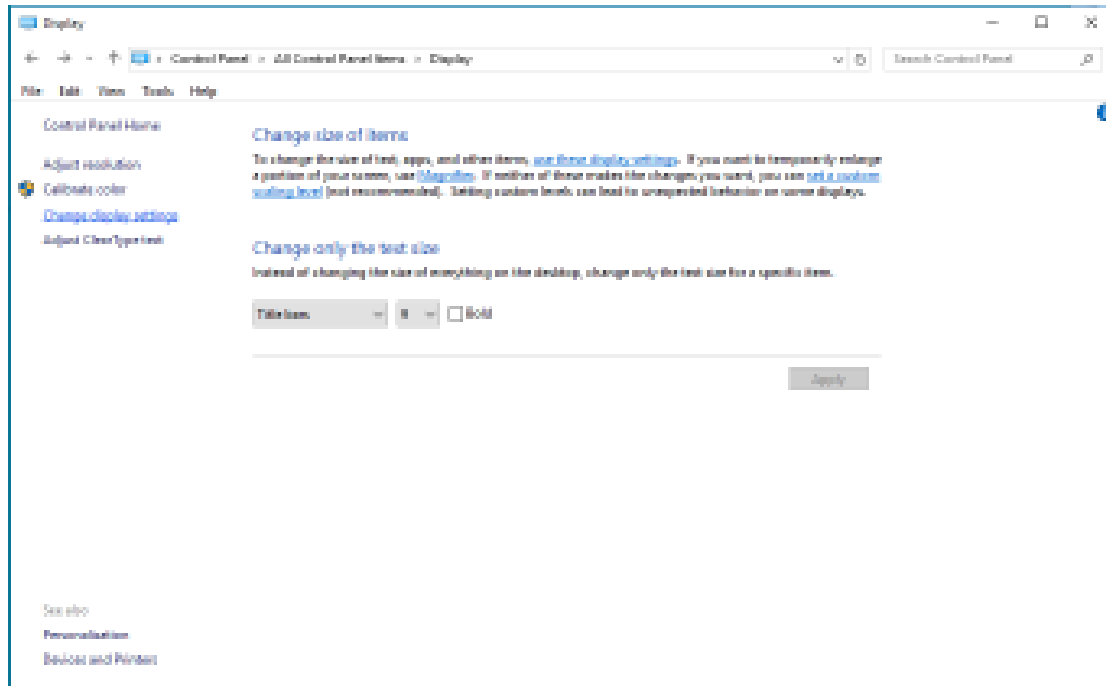 Display
Control Panel > All Control Panel Items > Display
Search Control Panel
File Edit View Tools Help
Control Panel Home
Adjust resolution
Calibrate color
Change display settings
Adjust ClearType text
Change size of items
To change the size of text, apps, and other items, use these display settings. If you want to temporarily enlarge
a portion of your screen, use Magnifier. If neither of these makes the changes you want, you can set a custom
scaling level (not recommended). Setting custom levels can lead to unexpected behavior on some displays.
Change only the text size
Instead of changing the size of everything on the desktop, change only the text size for a specific item.
Title bars 9 Bold
Apply
See also
Personalization
Devices and Printers